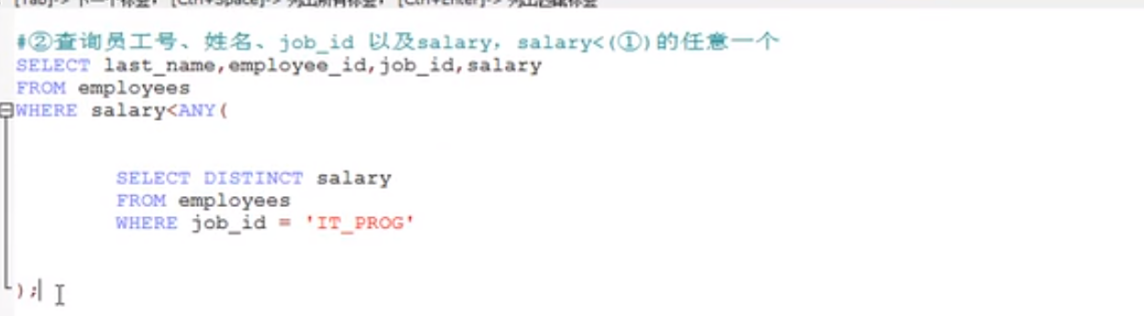 #②查询员工号、姓名、job_id 以及salary，salary<(①)的任意一个
SELECT last_name,employee_id,job_id,salary
FROM employees
WHERE salary<ANY(
SELECT DISTINCT salary
FROM employees
WHERE job_id = 'IT_PROG'
);